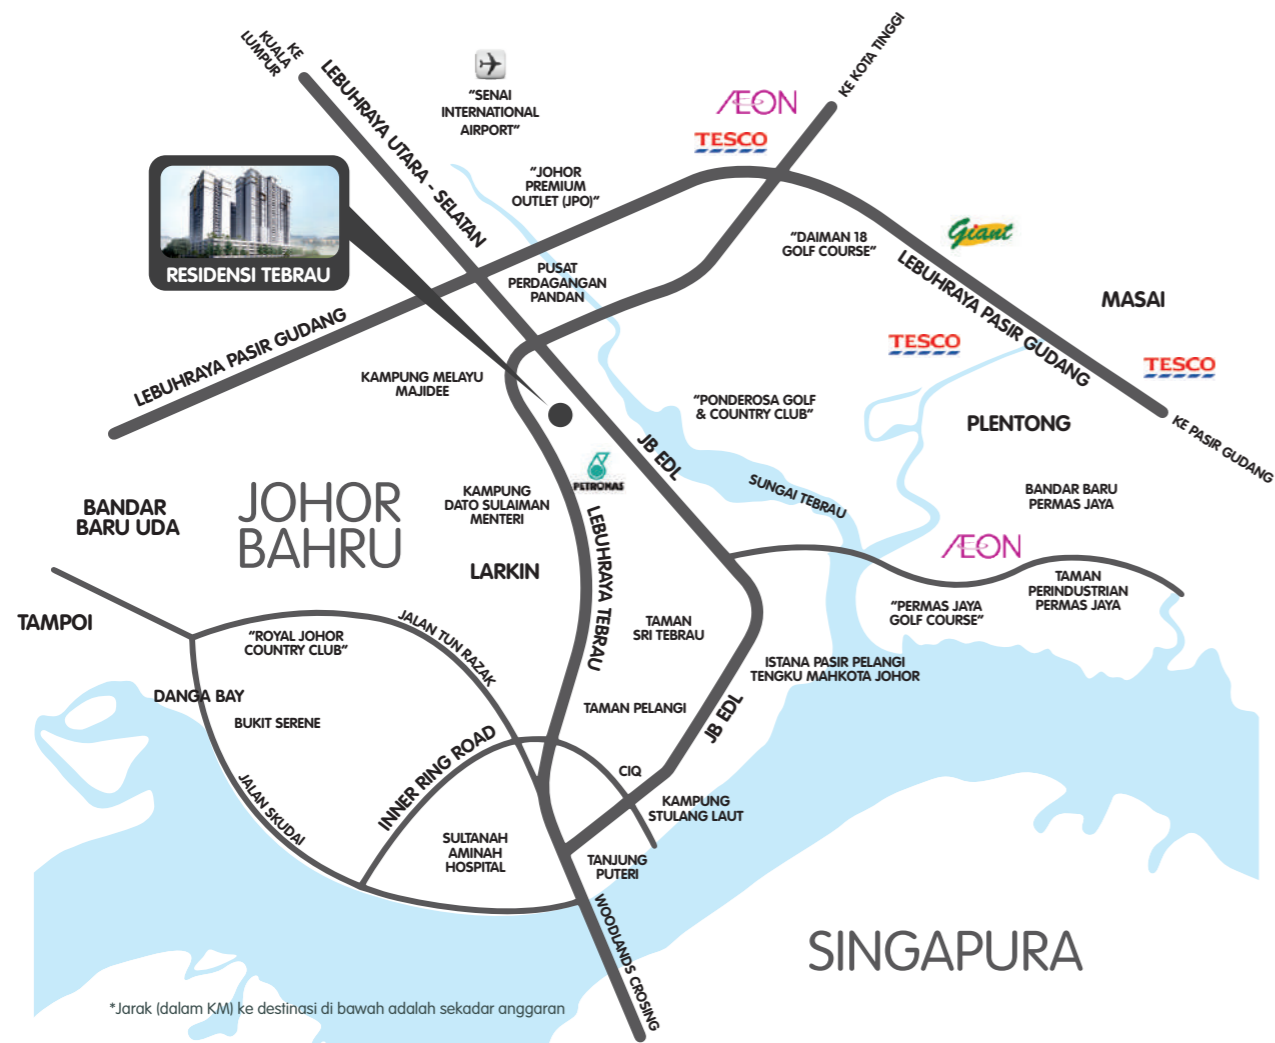 KE
KUALA
LUMPUR
LEBUHRAYA UTARA - SELATAN
"SENAI
INTERNATIONAL
AIRPORT"
ÆON
TESCO
KE KOTA TINGGI
"JOHOR
PREMIUM
OUTLET (JPO)"
RESIDENSI TEBRAU
"DAIMAN 18
GOLF COURSE"
Giant
LEBUHRAYA PASIR GUDANG
MASAI
PUSAT
PERDAGANGAN
PANDAN
LEBUHRAYA PASIR GUDANG
TESCO
TESCO
KAMPUNG MELAYU
MAJIDEE
"PONDEROSA GOLF
& COUNTRY CLUB"
PLENTONG
KE PASIR GUDANG
JB EDL
PETRONAS
SUNGAI TEBRAU
BANDAR BARU
PERMAS JAYA
BANDAR
BARU UDA
JOHOR
BAHRU
KAMPUNG
DATO SULAIMAN
MENTERI
LARKIN
LEBUHRAYA TEBRAU
ÆON
TAMAN
PERINDUSTRIAN
PERMAS JAYA
"PERMAS JAYA
GOLF COURSE"
TAMPOI
"ROYAL JOHOR
COUNTRY CLUB"
JALAN TUN RAZAK
TAMAN
SRI TEBRAU
ISTANA PASIR PELANGI
TENGKU MAHKOTA JOHOR
DANGA BAY
BUKIT SERENE
TAMAN PELANGI
JB EDL
INNER RING ROAD
CIQ
JALAN SKUDAI
KAMPUNG
STULANG LAUT
SULTANAH
AMINAH
HOSPITAL
TANJUNG
PUTERI
WOODLANDS CROSING
SINGAPURA
*Jarak (dalam KM) ke destinasi di bawah adalah sekadar anggaran